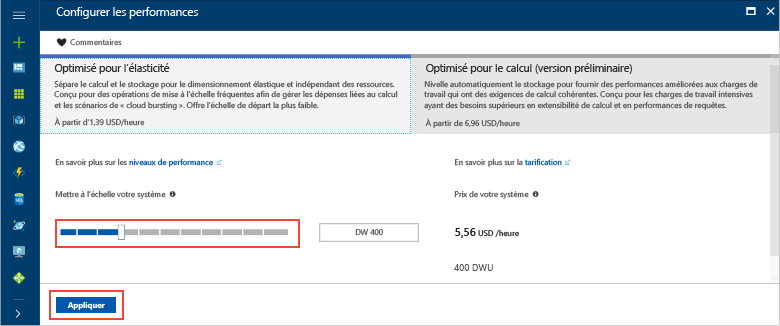 Configurer les performances
Commentaires
Optimisé pour l'élasticité
Sépare le calcul et le stockage pour le dimensionnement élastique et indépendant des ressources.
Conçu pour des opérations de mise à l'échelle fréquentes afin de gérer les dépenses liées au calcul
et les scénarios de « cloud bursting ». Offre l'échelle de départ la plus faible.
À partir d'1,39 USD/heure
Optimisé pour le calcul (version préliminaire)
Nivelle automatiquement le stockage pour fournir des performances améliorées aux charges de
travail qui ont des exigences de calcul cohérentes. Conçu pour les charges de travail intensives
ayant des besoins supérieurs en extensibilité de calcul et en performances de requêtes.
À partir de 6,96 USD/heure
En savoir plus sur les niveaux de performance
En savoir plus sur la tarification
Mettre à l'échelle votre système
Prix de votre système
DW 400
5,56 USD /heure
400 DWU
Appliquer